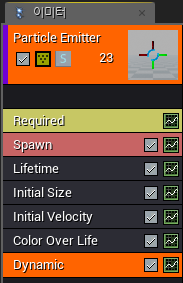 이미터
Particle Emitter
S 23
Required
Spawn
Lifetime
Initial Size
Initial Velocity
Color Over Life
Dynamic